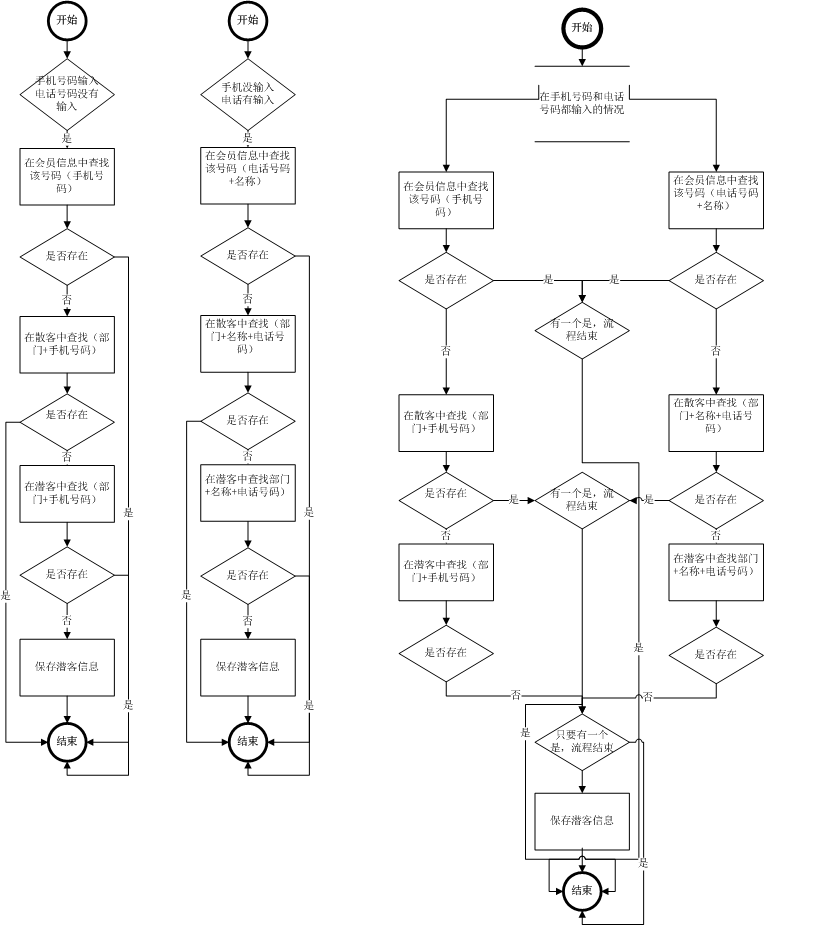 开始
手机号码输入
电话号码没有
输入
是
在会员信息中查找
该号码（手机号
码）
是否存在
否
在散客中查找（部
门+手机号码）
是否存在
否
在潜客中查找（部
门+手机号码）
是
是否存在
是
否
保存潜客信息
是
结束
开始
手机没输入
电话有输入
是
在会员信息中查找
该号码（电话号码
+名称）
是否存在
否
在散客中查找（部
门+名称+电话号
码）
是否存在
否
在潜客中查找部门
+名称+电话号码）
是
是否存在
是
否
保存潜客信息
是
结束
开始
在手机号码和电话
号码都输入的情况
在会员信息中查找
该号码（手机号
码）
在会员信息中查找
该号码（电话号码
+名称）
是否存在
是
是
是否存在
有一个是，流
程结束
否
否
在散客中查找（部
门+手机号码）
在散客中查找（部
门+名称+电话号
码）
是否存在
是
有一个是，流
程结束
是
是否存在
否
否
在潜客中查找（部
门+手机号码）
在潜客中查找部门
+名称+电话号码）
是否存在
是
是否存在
否
否
是
只要有一个
是，流程结束
保存潜客信息
是
结束